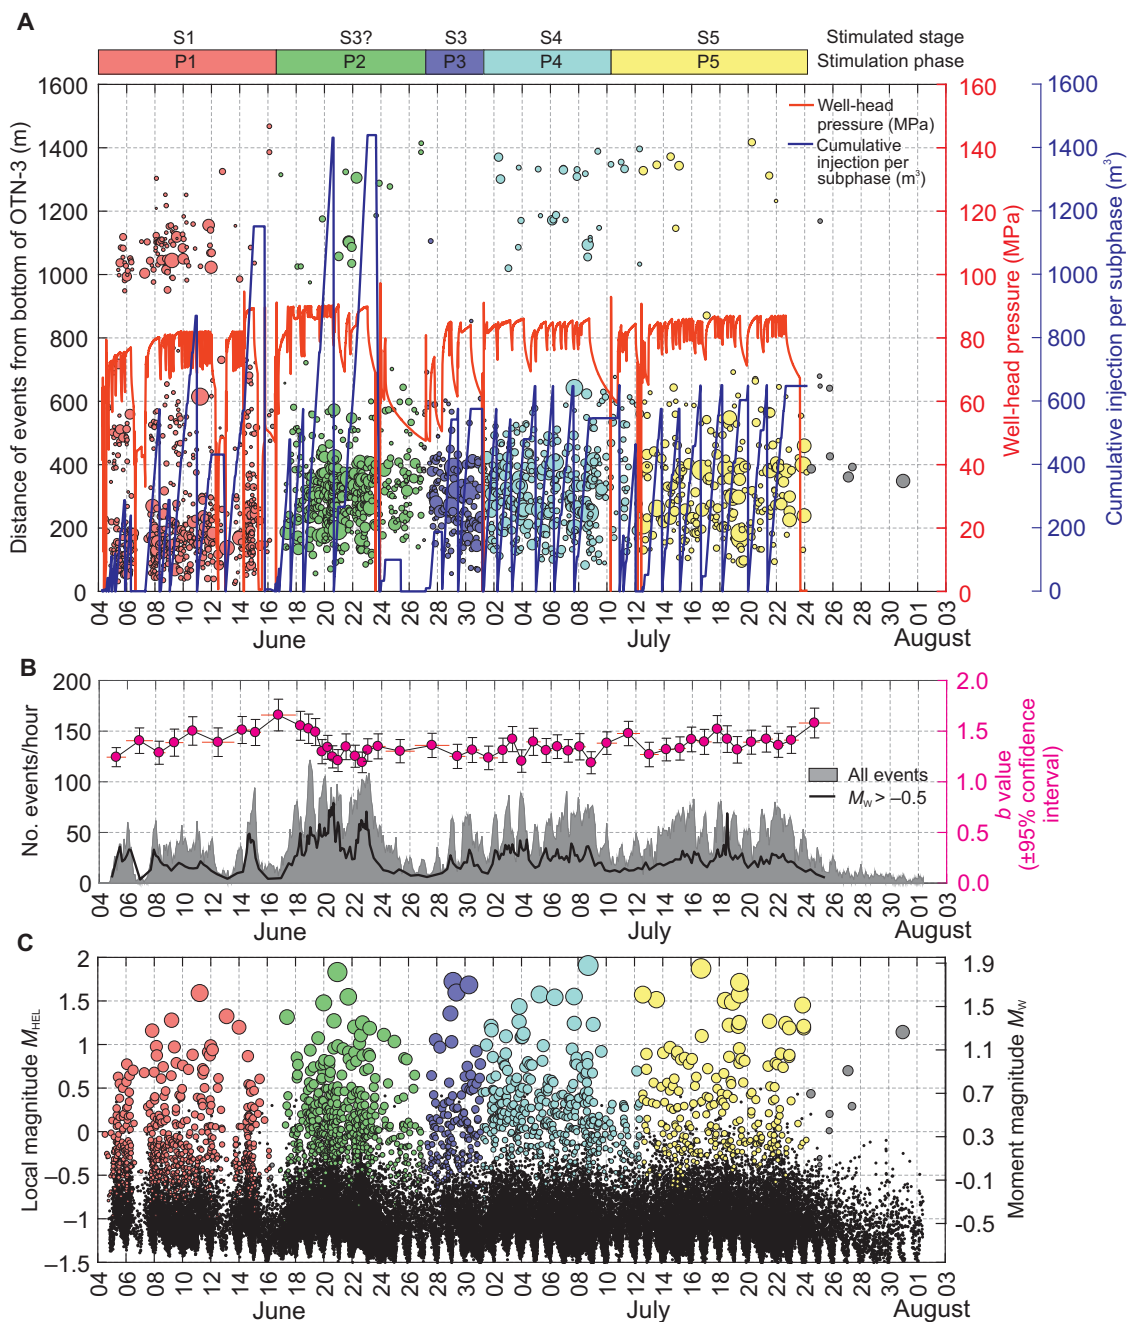 A
S1 S3? S3 S4 S5 Stimulated stage
P1 P2 P3 P4 P5 Stimulation phase
Distance of events from bottom of OTN-3 (m)
1600
1400
1200
1000
800
600
400
200
0
Well-head
pressure (MPa)
Cumulative
injection per
subphase (m³)
160
140
120
100
80
60
40
20
0
Well-head pressure (MPa)
1600
1400
1200
1000
800
600
400
200
0
Cumulative injection per subphase (m³)
04 06 08 10 12 14 16 18 20 22 24 26 28 30 02 04 06 08 10 12 14 16 18 20 22 24 26 28 30 01 03
June July August
B
No. events/hour
200
150
100
50
0
All events
Mw > –0.5
2.0
1.5
1.0
0.5
0.0
b value
(±95% confidence
interval)
04 06 08 10 12 14 16 18 20 22 24 26 28 30 02 04 06 08 10 12 14 16 18 20 22 24 26 28 30 01 03
June July August
C
Local magnitude MHEL
2
1.5
1
0.5
0
–0.5
–1
–1.5
1.9
1.5
1.1
0.7
0.3
-0.1
-0.5
Moment magnitude Mw
04 06 08 10 12 14 16 18 20 22 24 26 28 30 02 04 06 08 10 12 14 16 18 20 22 24 26 28 30 01 03
June July August